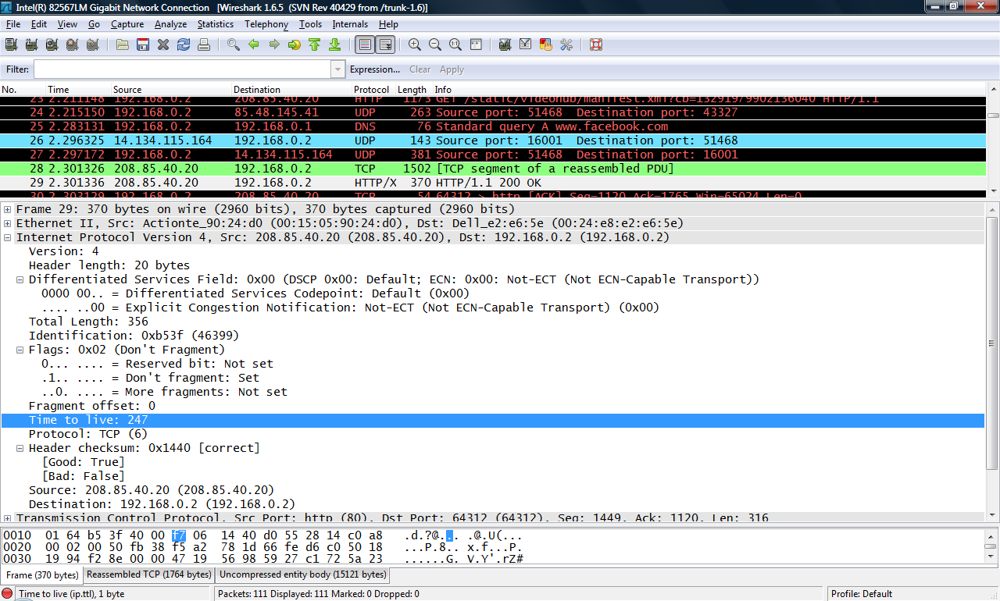 Intel(R) 82567LM Gigabit Network Connection   [Wireshark 1.6.5  (SVN Rev 40429 from /trunk-1.6)]
File Edit View Go Capture Analyze Statistics Telephony Tools Internals Help
Filter: Expression... Clear Apply
No. Time Source Destination Protocol Length Info
23 2.211148 192.168.0.2 208.85.40.20 HTTP 1173 GET /static/videohub/manifest.xml?cb=1329197990213604​0 HTTP/1.1
24 2.215150 192.168.0.2 85.48.145.41 UDP 263 Source port: 51468  Destination port: 43327
25 2.283131 192.168.0.2 192.168.0.1 DNS 76 Standard query A www.facebook.com
26 2.296325 14.134.115.164 192.168.0.2 UDP 143 Source port: 16001  Destination port: 51468
27 2.297172 192.168.0.2 14.134.115.164 UDP 381 Source port: 51468  Destination port: 16001
28 2.301326 208.85.40.20 192.168.0.2 TCP 1502 [TCP segment of a reassembled PDU]
29 2.301336 208.85.40.20 192.168.0.2 HTTP/X 370 HTTP/1.1 200 OK
30 2.303129 192.168.0.2 208.85.40.20 TCP 54 64312 > http [ACK] Seq=1120 Ack=1765 Win=65024 Len=0
Frame 29: 370 bytes on wire (2960 bits), 370 bytes captured (2960 bits)
Ethernet II, Src: Actionte_90:24:d0 (00:15:05:90:24:d0), Dst: Dell_e2:6e:5e (00:24:e8:e2:6e:5e)
Internet Protocol Version 4, Src: 208.85.40.20 (208.85.40.20), Dst: 192.168.0.2 (192.168.0.2)
Version: 4
Header length: 20 bytes
Differentiated Services Field: 0x00 (DSCP 0x00: Default; ECN: 0x00: Not-ECT (Not ECN-Capable Transport))
0000 00.. = Differentiated Services Codepoint: Default (0x00)
.... ..00 = Explicit Congestion Notification: Not-ECT (Not ECN-Capable Transport) (0x00)
Total Length: 356
Identification: 0xb53f (46399)
Flags: 0x02 (Don't Fragment)
0... .... = Reserved bit: Not set
.1.. .... = Don't fragment: Set
..0. .... = More fragments: Not set
Fragment offset: 0
Time to live: 247
Protocol: TCP (6)
Header checksum: 0x1440 [correct]
[Good: True]
[Bad: False]
Source: 208.85.40.20 (208.85.40.20)
Destination: 192.168.0.2 (192.168.0.2)
Transmission Control Protocol, Src Port: http (80), Dst Port: 64312 (64312), Seq: 1449, Ack: 1120, Len: 316
0010  01 64 b5 3f 40 00 f7 06  14 40 d0 55 28 14 c0 a8   .d.?@... .@.U(...
0020  00 02 00 50 fb 38 f5 a2  78 1d 66 fe d6 c0 50 18   ...P.8.. x.f...P.
0030  19 94 f2 8e 00 00 47 19  56 98 59 27 c1 72 5a 23   ......G. V.Y'.rZ#
Frame (370 bytes) Reassembled TCP (1764 bytes) Uncompressed entity body (15121 bytes)
Time to live (ip.ttl), 1 byte Packets: 111 Displayed: 111 Marked: 0 Dropped: 0 Profile: Default